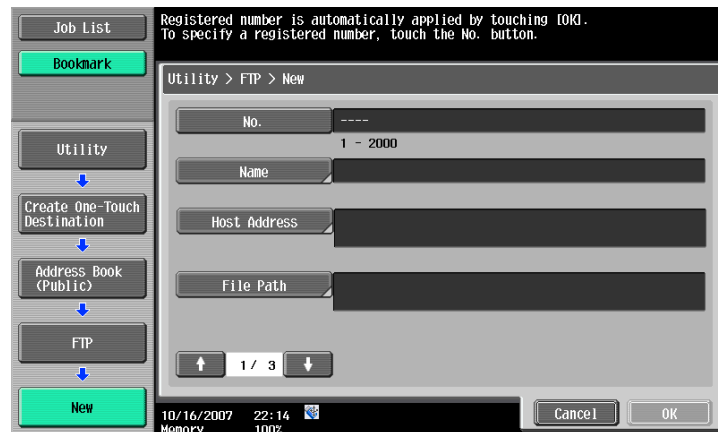 Job List
Bookmark
Registered number is automatically applied by touching [OK].
To specify a registered number, touch the No. button.
Utility > FTP > New
No.
----
1 - 2000
Name
Host Address
File Path
1/ 3
Utility
Create One-Touch
Destination
Address Book
(Public)
FTP
New
10/16/2007 22:14
Memory 100%
Cancel
OK